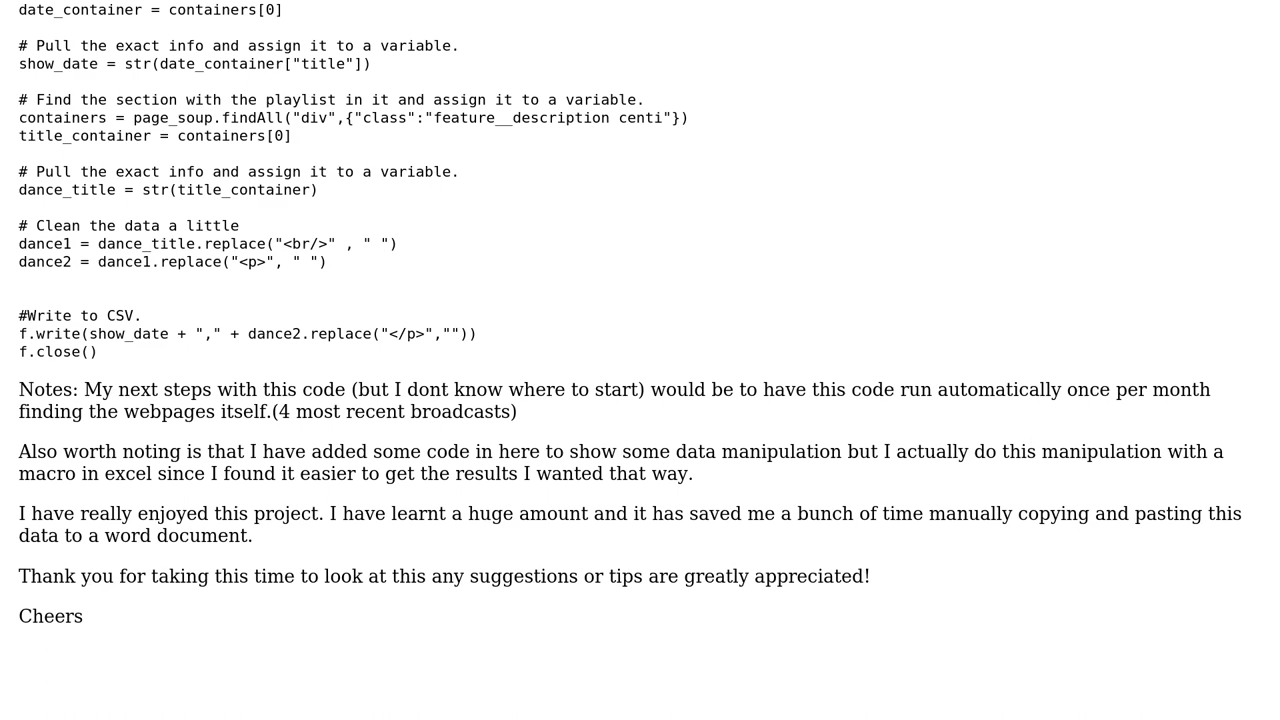 date_container = containers[0]
# Pull the exact info and assign it to a variable.
show_date = str(date_container["title"])
# Find the section with the playlist in it and assign it to a variable.
containers = page_soup.findAll("div",{"class":"feature__description centi"})
title_container = containers[0]
# Pull the exact info and assign it to a variable.
dance_title = str(title_container)
# Clean the data a little
dance1 = dance_title.replace("<br/>" , " ")
dance2 = dance1.replace("<p>", " ")
#Write to CSV.
f.write(show_date + "," + dance2.replace("</p>",""))
f.close()
Notes: My next steps with this code (but I dont know where to start) would be to have this code run automatically once per month
finding the webpages itself.(4 most recent broadcasts)
Also worth noting is that I have added some code in here to show some data manipulation but I actually do this manipulation with a
macro in excel since I found it easier to get the results I wanted that way.
I have really enjoyed this project. I have learnt a huge amount and it has saved me a bunch of time manually copying and pasting this
data to a word document.
Thank you for taking this time to look at this any suggestions or tips are greatly appreciated!
Cheers